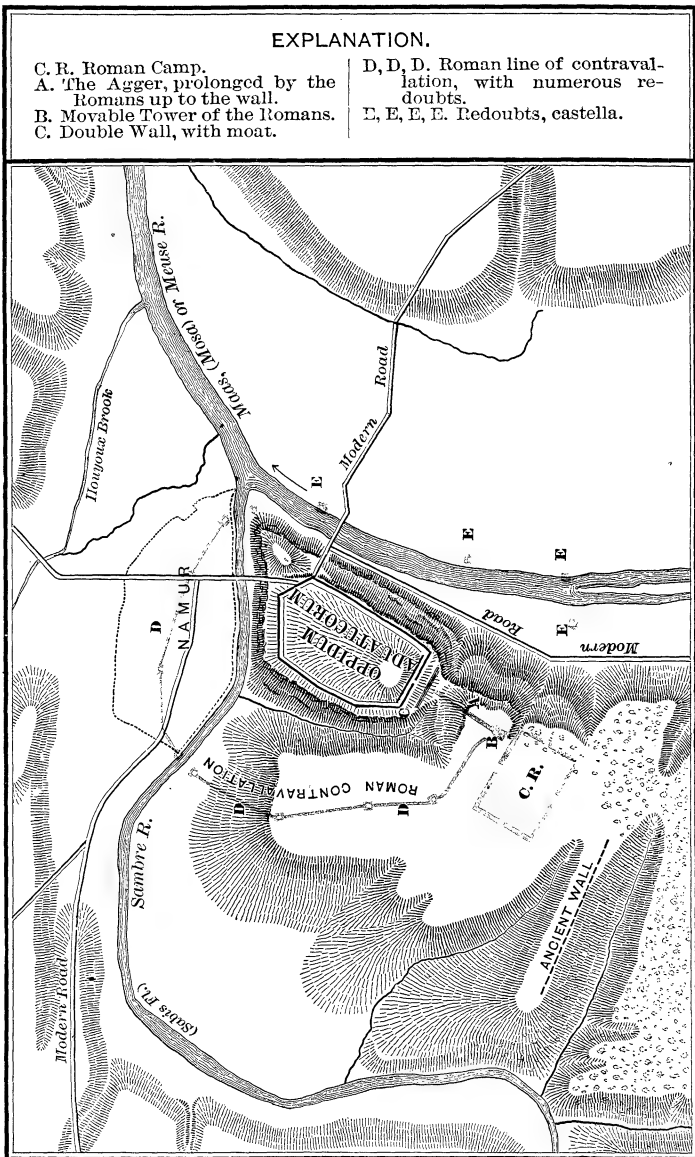 EXPLANATION.
C. R. Roman Camp.
A. The Agger, prolonged by the
Romans up to the wall.
B. Movable Tower of the Romans.
C. Double Wall, with moat.
D, D, D. Roman line of contraval-
lation, with numerous re-
doubts.
E, E, E, E. Redoubts, castella.
Maas, (Mosa) or Meuse R.
Houyoux Brook
Modern Road
E
E
E
E
Modern Road
NAMUR
D
OPPIDUM
ADUATUCORUM
C
A
B
C. R.
ROMAN CONTRAVALLATION
D
D
Sambre R.
(Sabis Fl.)
Modern Road
ANCIENT WALL